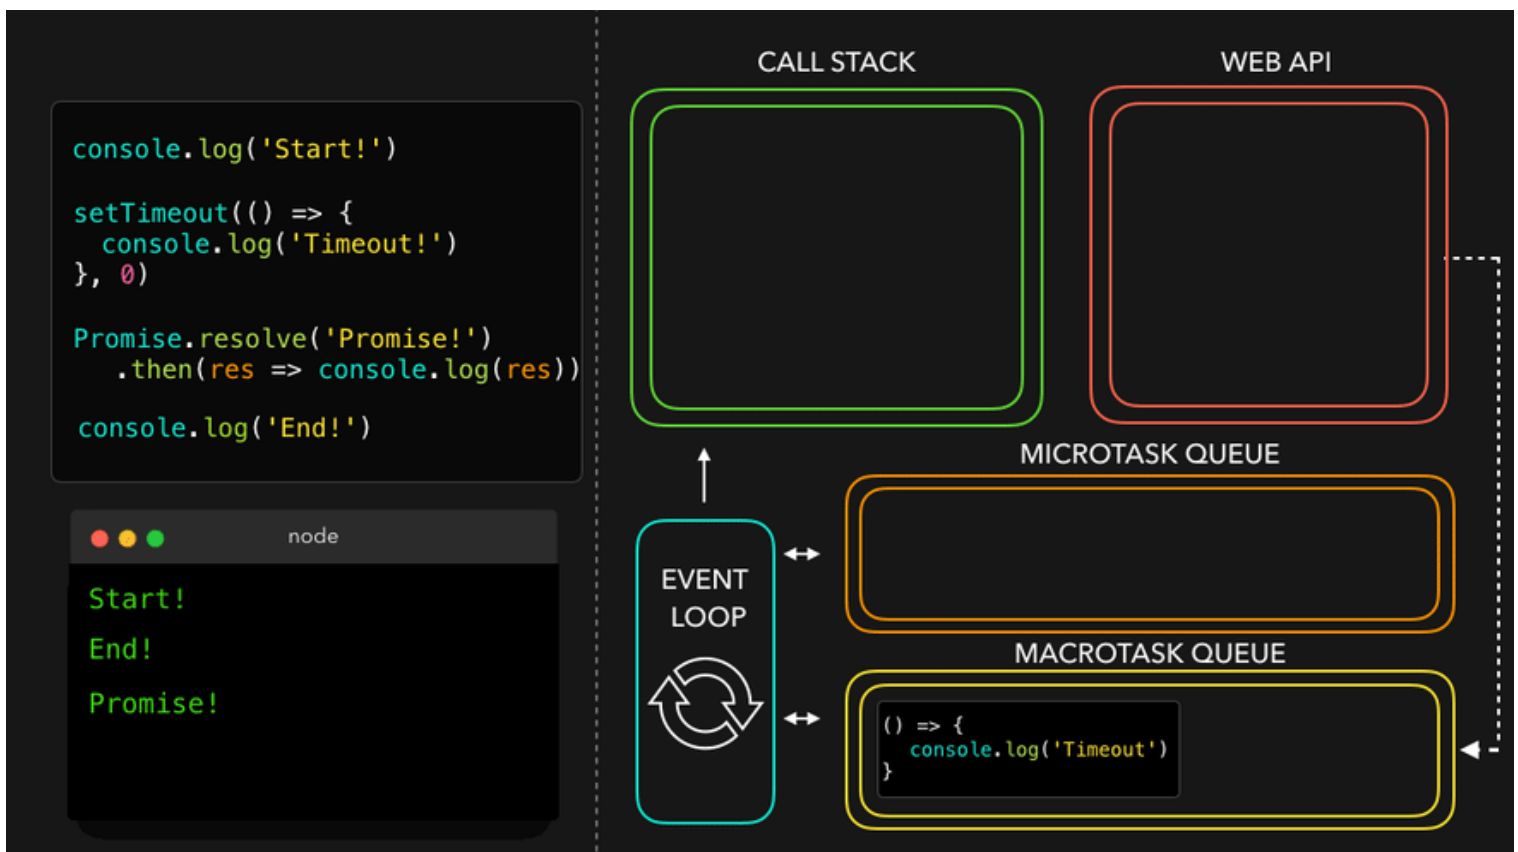 console.log('Start!')
setTimeout(() => {
  console.log('Timeout!')
}, 0)
Promise.resolve('Promise!')
   .then(res => console.log(res))
console.log('End!')
node
Start!
End!
Promise!
CALL STACK
WEB API
MICROTASK QUEUE
EVENT
LOOP
MACROTASK QUEUE
() => {
  console.log('Timeout')
}